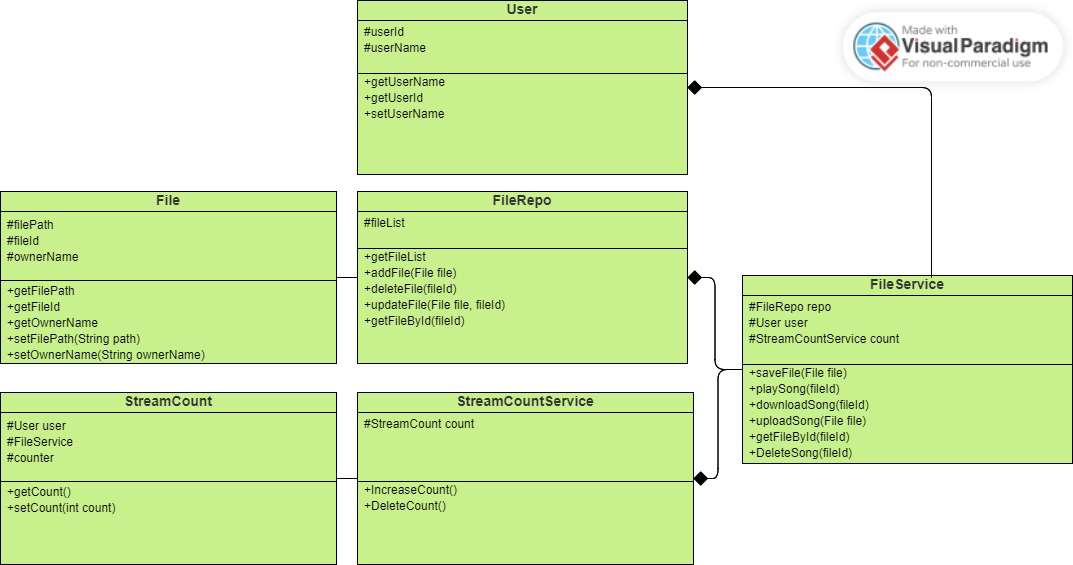 User
#userId
#userName
+getUserName
+getUserId
+setUserName
Made with
Visual Paradigm
For non-commercial use
File
#filePath
#fileId
#ownerName
+getFilePath
+getFileId
+getOwnerName
+setFilePath(String path)
+setOwnerName(String ownerName)
FileRepo
#fileList
+getFileList
+addFile(File file)
+deleteFile(fileId)
+updateFile(File file, fileId)
+getFileById(fileId)
FileService
#FileRepo repo
#User user
#StreamCountService count
+saveFile(File file)
+playSong(fileId)
+downloadSong(fileId)
+uploadSong(File file)
+getFileById(fileId)
+DeleteSong(fileId)
StreamCount
#User user
#FileService
#counter
+getCount()
+setCount(int count)
StreamCountService
#StreamCount count
+IncreaseCount()
+DeleteCount()